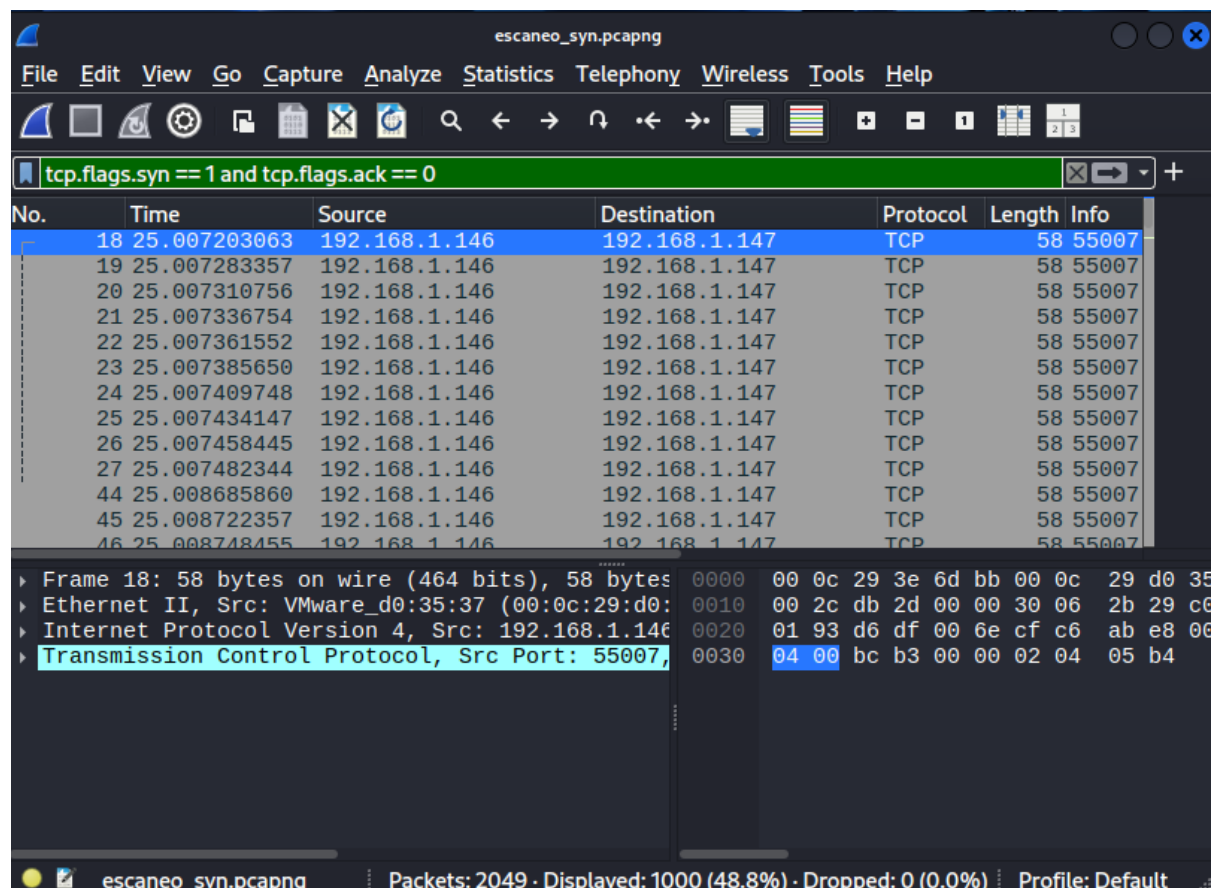 escaneo_syn.pcapng
File Edit View Go Capture Analyze Statistics Telephony Wireless Tools Help
tcp.flags.syn == 1 and tcp.flags.ack == 0
No. Time Source Destination Protocol Length Info
18 25.007203063 192.168.1.146 192.168.1.147 TCP 58 55007
19 25.007283357 192.168.1.146 192.168.1.147 TCP 58 55007
20 25.007310756 192.168.1.146 192.168.1.147 TCP 58 55007
21 25.007336754 192.168.1.146 192.168.1.147 TCP 58 55007
22 25.007361552 192.168.1.146 192.168.1.147 TCP 58 55007
23 25.007385650 192.168.1.146 192.168.1.147 TCP 58 55007
24 25.007409748 192.168.1.146 192.168.1.147 TCP 58 55007
25 25.007434147 192.168.1.146 192.168.1.147 TCP 58 55007
26 25.007458445 192.168.1.146 192.168.1.147 TCP 58 55007
27 25.007482344 192.168.1.146 192.168.1.147 TCP 58 55007
44 25.008685860 192.168.1.146 192.168.1.147 TCP 58 55007
45 25.008722357 192.168.1.146 192.168.1.147 TCP 58 55007
46 25.008748455 192.168.1.146 192.168.1.147 TCP 58 55007
Frame 18: 58 bytes on wire (464 bits), 58 bytes
Ethernet II, Src: VMware_d0:35:37 (00:0c:29:d0:
Internet Protocol Version 4, Src: 192.168.1.146
Transmission Control Protocol, Src Port: 55007,
0000 00 0c 29 3e 6d bb 00 0c 29 d0 35
0010 00 2c db 2d 00 00 30 06 2b 29 c0
0020 01 93 d6 df 00 6e cf c6 ab e8 00
0030 04 00 bc b3 00 00 02 04 05 b4
escaneo_syn.pcapng Packets: 2049 · Displayed: 1000 (48.8%) · Dropped: 0 (0.0%) Profile: Default